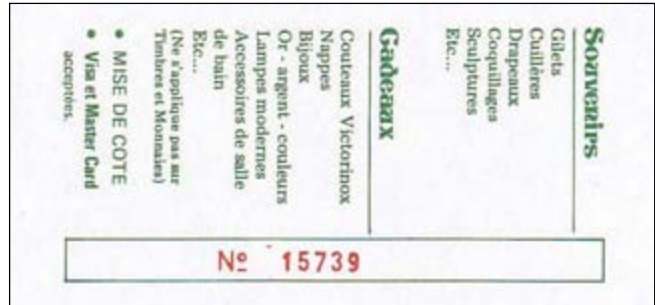 Souvenirs
Gilets
Cuillères
Drapeaux
Coquillages
Sculptures
Etc...
Gadeaux
Couteaux Victorinox
Nappes
Bijoux
Or - argent - couleurs
Lampes modernes
Accessoires de salle
de bain
Etc...
(Ne s'applique pas sur
Timbres et Monnaies)
• MISE DE COTE
• Visa et Master Card
acceptées.
Nº 15739